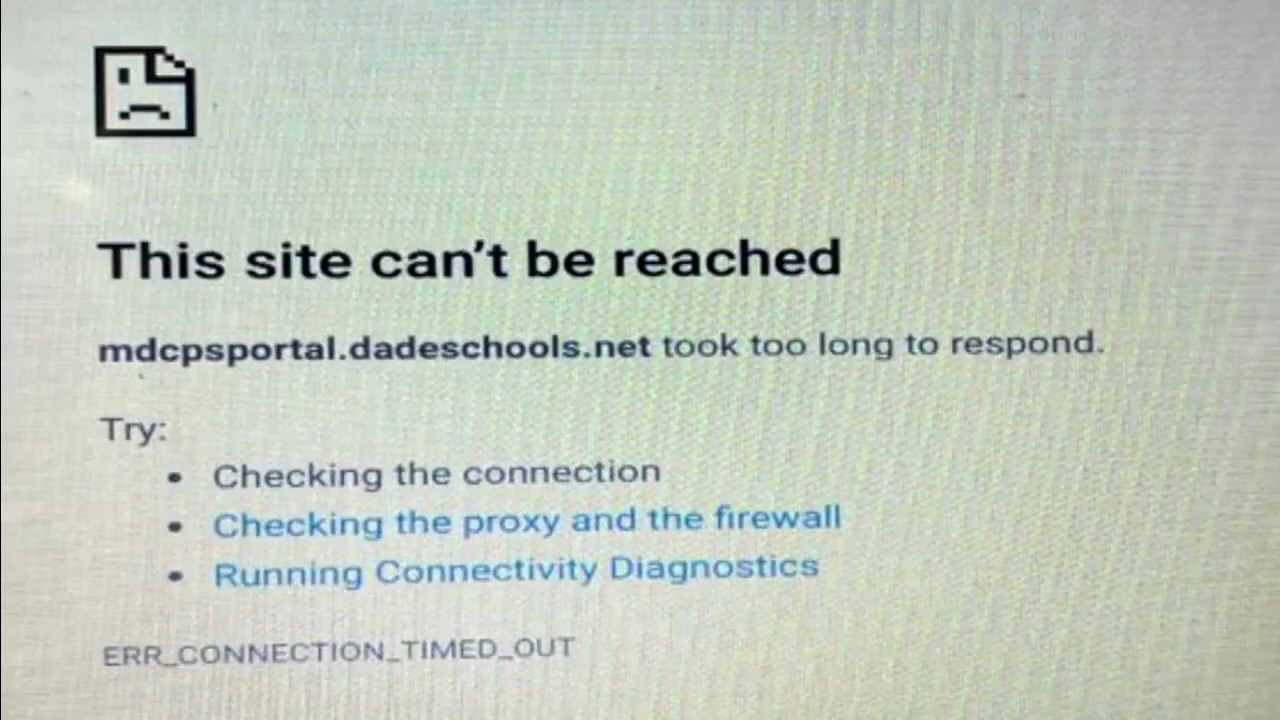 This site can't be reached
mdcpsportal.dadeschools.net took too long to respond.
Try:
• Checking the connection
• Checking the proxy and the firewall
• Running Connectivity Diagnostics
ERR_CONNECTION_TIMED_OUT